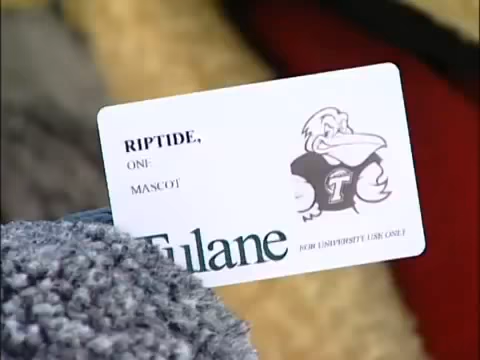 RIPTIDE,
ONE
MASCOT
T
Tulane
FOR UNIVERSITY USE ONLY